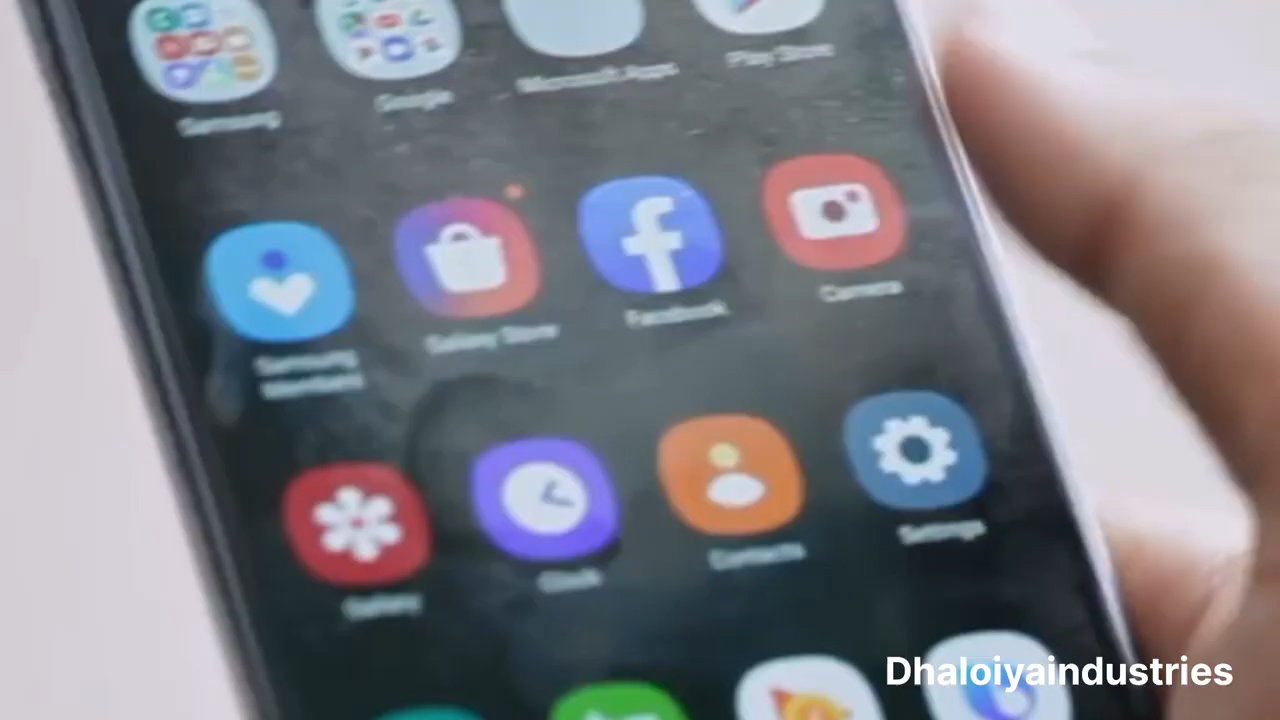 Samsung
Google
Microsoft Apps
Play Store
Samsung
Members
Galaxy Store
Facebook
Camera
Gallery
Clock
Contacts
Settings
Dhaloiyaindustries